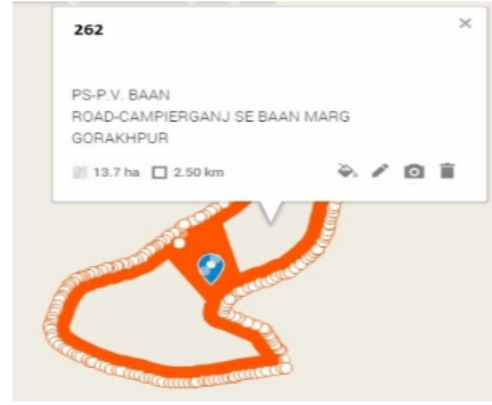 262
PS-P.V. BAAN
ROAD-CAMPIERGANJ SE BAAN MARG
GORAKHPUR
13.7 ha 2.50 km